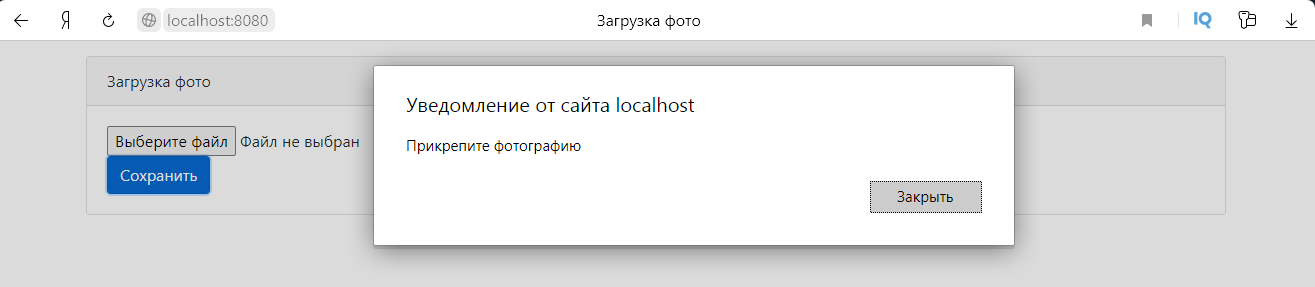 Я localhost:8080 Загрузка фото IQ
Загрузка фото
Уведомление от сайта localhost
Прикрепите фотографию
Выберите файл Файл не выбран
Сохранить
Закрыть